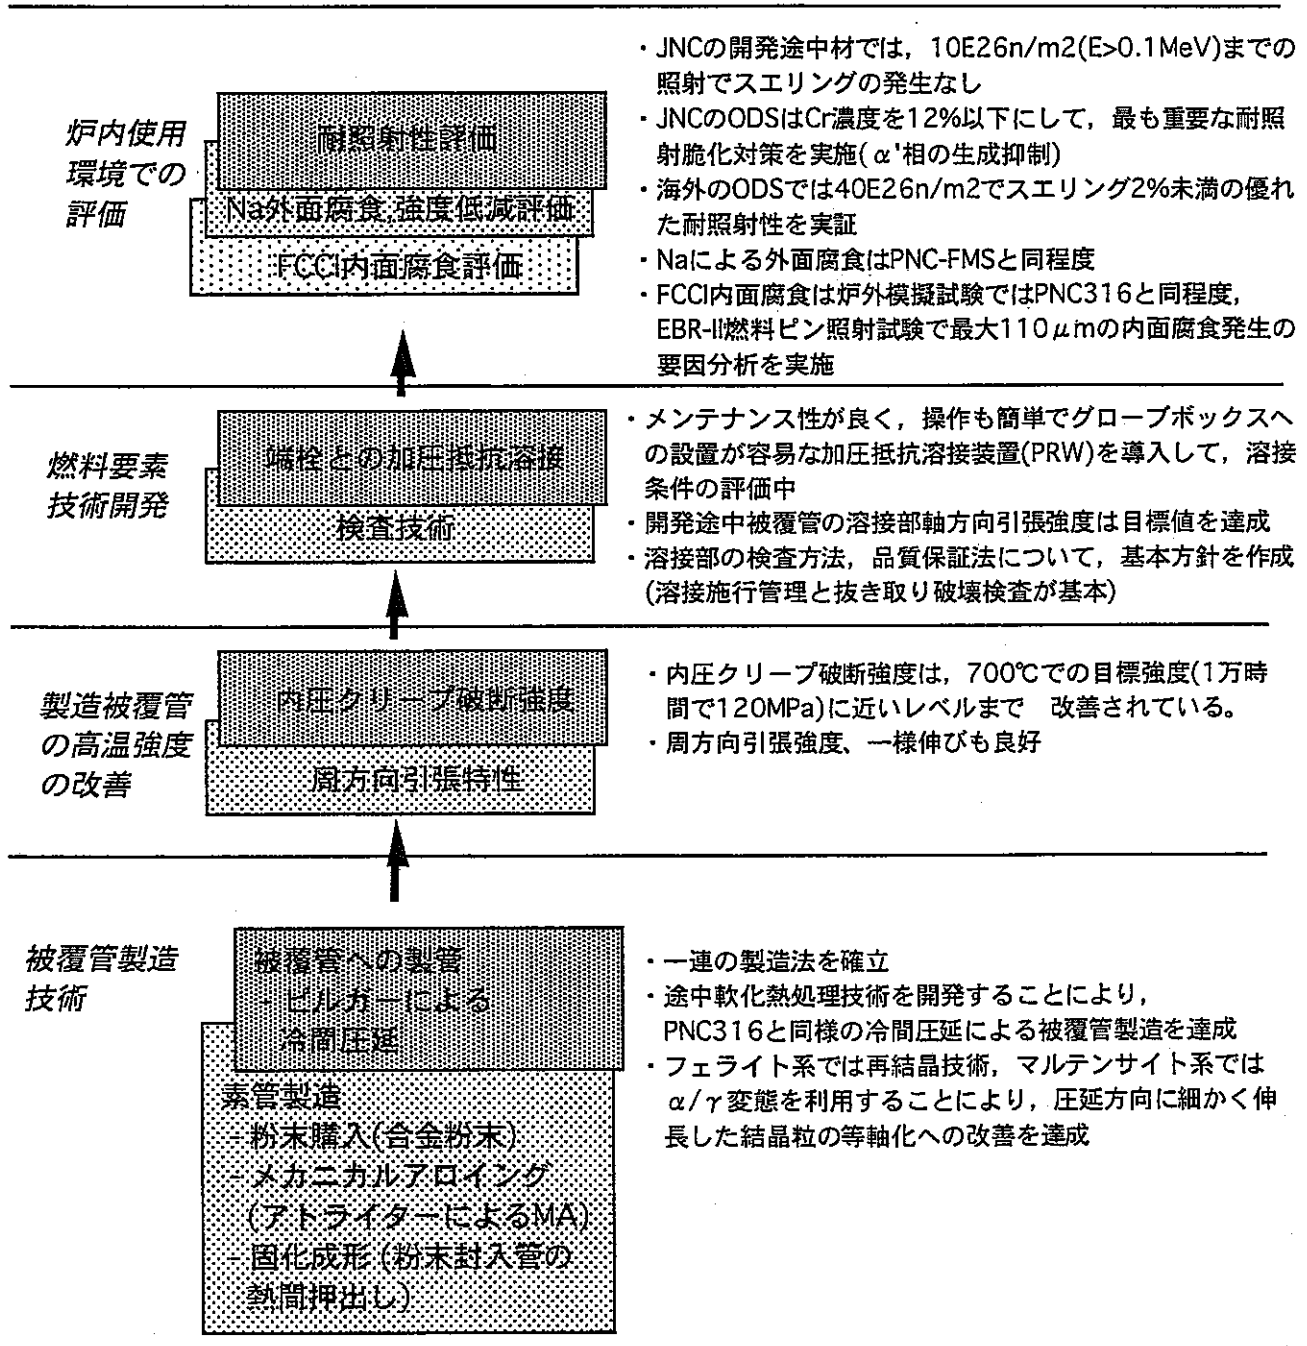 炉内使用
環境での
評価
耐照射性評価
Na外面腐食,強度低減評価
FCCI内面腐食評価
・JNCの開発途中材では，10E26n/m2(E>0.1MeV)までの
照射でスエリングの発生なし
・JNCのODSはCr濃度を12%以下にして，最も重要な耐照
射脆化対策を実施(α'相の生成抑制)
・海外のODSでは40E26n/m2でスエリング2%未満の優れ
た耐照射性を実証
・Naによる外面腐食はPNC-FMSと同程度
・FCCI内面腐食は炉外模擬試験ではPNC316と同程度，
EBR-II燃料ピン照射試験で最大110μmの内面腐食発生の
要因分析を実施
燃料要素
技術開発
端栓との加圧抵抗溶接
検査技術
・メンテナンス性が良く，操作も簡単でグローブボックスへ
の設置が容易な加圧抵抗溶接装置(PRW)を導入して，溶接
条件の評価中
・開発途中被覆管の溶接部軸方向引張強度は目標値を達成
・溶接部の検査方法，品質保証法について，基本方針を作成
(溶接施行管理と抜き取り破壊検査が基本)
製造被覆管
の高温強度
の改善
内圧クリープ破断強度
周方向引張特性
・内圧クリープ破断強度は，700℃での目標強度(1万時
間で120MPa)に近いレベルまで　改善されている。
・周方向引張強度、一様伸びも良好
被覆管製造
技術
被覆管への製管
- ピルガーによる
冷間圧延
素管製造
- 粉末購入(合金粉末)
- メカニカルアロイング
(アトライターによるMA)
- 固化成形 (粉末封入管の
熱間押出し)
・一連の製造法を確立
・途中軟化熱処理技術を開発することにより，
PNC316と同様の冷間圧延による被覆管製造を達成
・フェライト系では再結晶技術，マルテンサイト系では
α/γ変態を利用することにより，圧延方向に細かく伸
長した結晶粒の等軸化への改善を達成